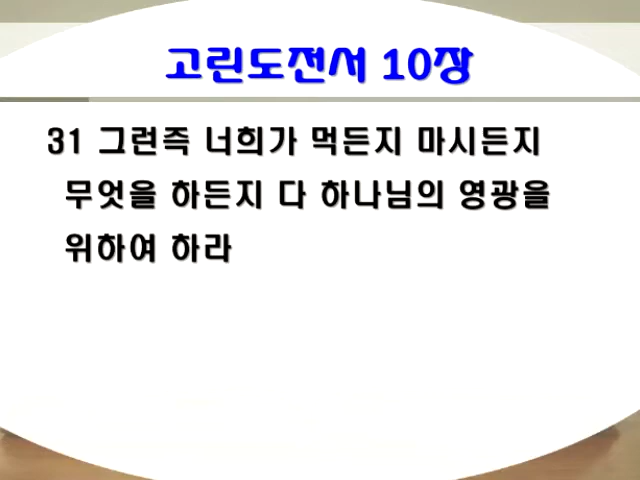 고린도전서 10장
31 그런즉 너희가 먹든지 마시든지
무엇을 하든지 다 하나님의 영광을
위하여 하라